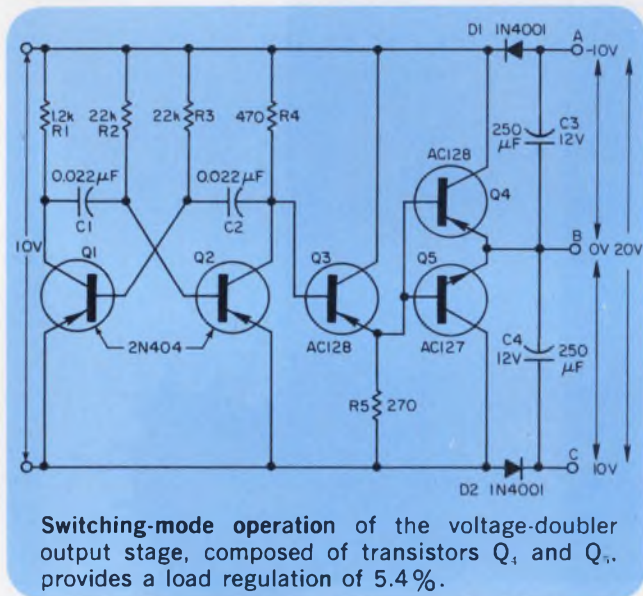 D1 1N4001
A
-10V
1.2k
R1
22k
R2
22k
R3
470
R4
250
μF
C3
12V
AC128
0.022μF
C1
0.022μF
C2
Q4
10V
B
0V
20V
Q1
Q2
Q3
Q5
2N404
AC128
AC127
C4
12V
250
μF
R5
270
C
10V
D2 1N4001
Switching-mode operation of the voltage-doubler
output stage, composed of transistors Q4 and Q5,
provides a load regulation of 5.4%.